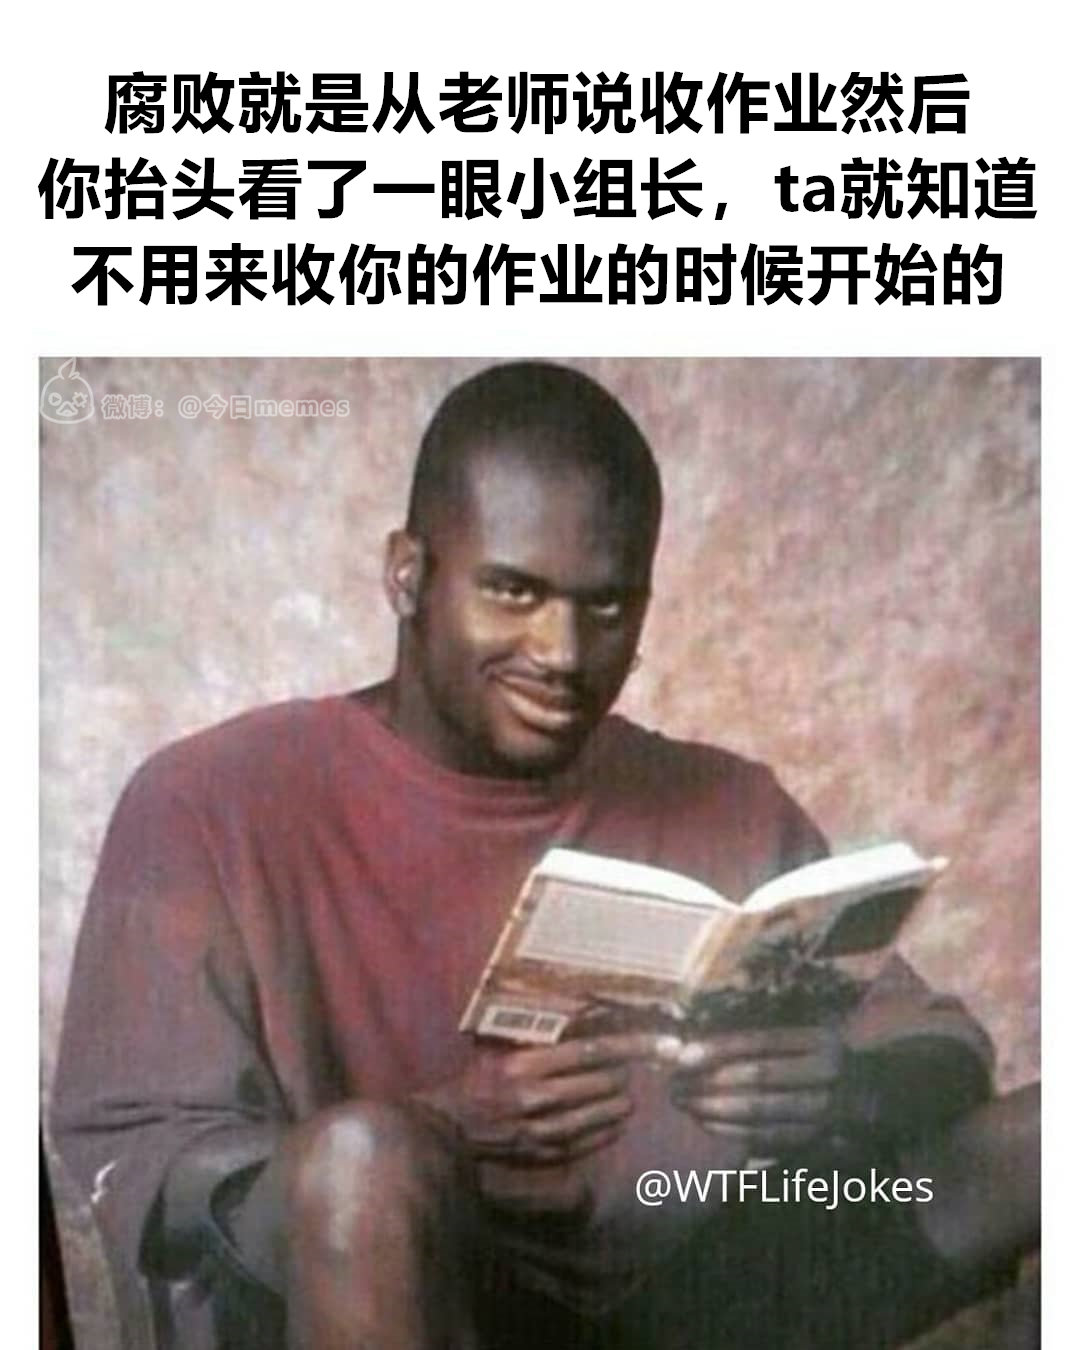 腐败就是从老师说收作业然后
你抬头看了一眼小组长，ta就知道
不用来收你的作业的时候开始的
微博：@今日memes
@WTFLifeJokes